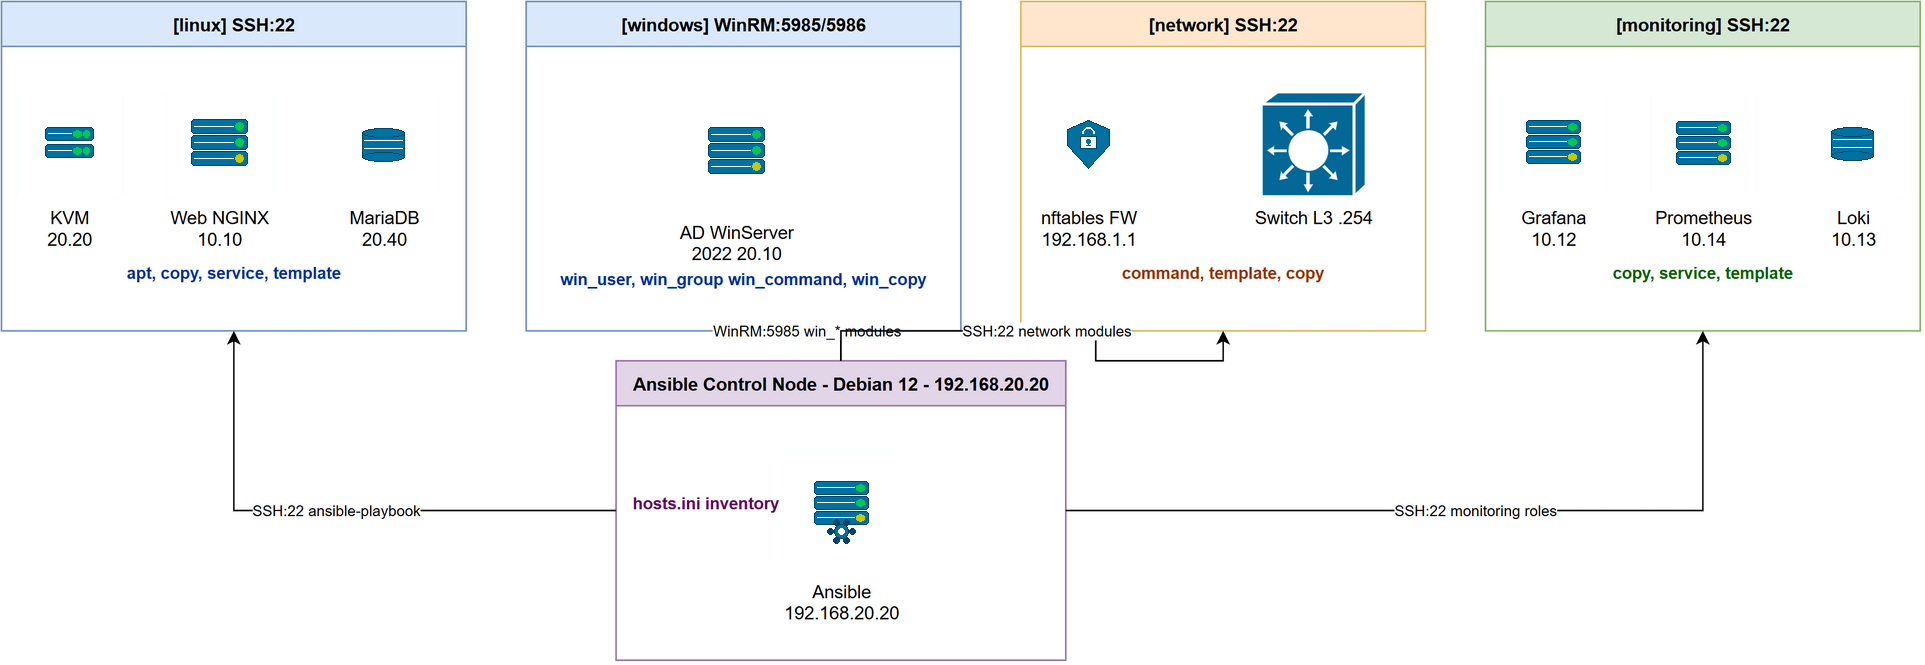 [linux] SSH:22
KVM
20.20
Web NGINX
10.10
MariaDB
20.40
apt, copy, service, template
[windows] WinRM:5985/5986
AD WinServer
2022 20.10
win_user, win_group win_command, win_copy
[network] SSH:22
nftables FW
192.168.1.1
Switch L3 .254
command, template, copy
[monitoring] SSH:22
Grafana
10.12
Prometheus
10.14
Loki
10.13
copy, service, template
WinRM:5985 win_* modules
SSH:22 network modules
Ansible Control Node - Debian 12 - 192.168.20.20
SSH:22 ansible-playbook
hosts.ini inventory
SSH:22 monitoring roles
Ansible
192.168.20.20